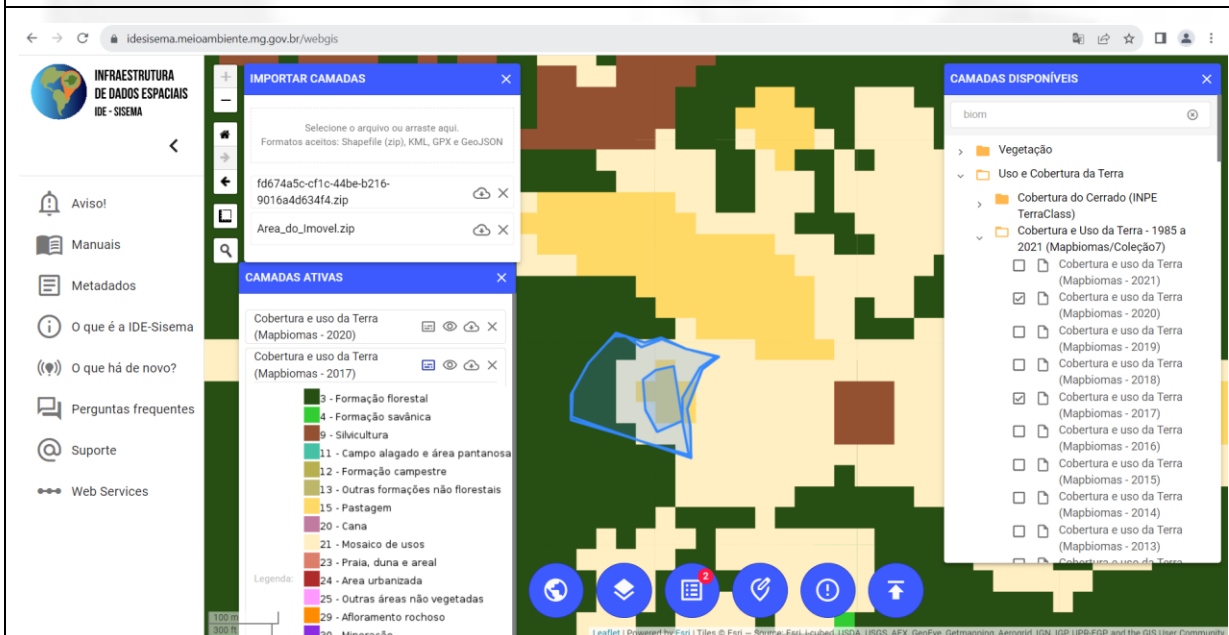 idesisema.meioambiente.mg.gov.br/webgis
INFRAESTRUTURA
DE DADOS ESPACIAIS
IDE - SISEMA
Aviso!
Manuais
Metadados
O que é a IDE-Sisema
O que há de novo?
Perguntas frequentes
Suporte
Web Services
IMPORTAR CAMADAS
Selecione o arquivo ou arraste aqui.
Formatos aceitos: Shapefile (zip), KML, GPX e GeoJSON
fd674a5c-cf1c-44be-b216-
9016a4d634f4.zip
Area_do_Imovel.zip
CAMADAS ATIVAS
Cobertura e uso da Terra
(Mapbiomas - 2020)
Cobertura e uso da Terra
(Mapbiomas - 2017)
Legenda:
3 - Formação florestal
4 - Formação savânica
9 - Silvicultura
11 - Campo alagado e área pantanosa
12 - Formação campestre
13 - Outras formações não florestais
15 - Pastagem
20 - Cana
21 - Mosaico de usos
23 - Praia, duna e areal
24 - Area urbanizada
25 - Outras áreas não vegetadas
29 - Afloramento rochoso
30 - Mineração
100 m
300 ft
2
CAMADAS DISPONÍVEIS
biom
Vegetação
Uso e Cobertura da Terra
Cobertura do Cerrado (INPE
TerraClass)
Cobertura e Uso da Terra - 1985 a
2021 (Mapbiomas/Coleção7)
Cobertura e uso da Terra
(Mapbiomas - 2021)
Cobertura e uso da Terra
(Mapbiomas - 2020)
Cobertura e uso da Terra
(Mapbiomas - 2019)
Cobertura e uso da Terra
(Mapbiomas - 2018)
Cobertura e uso da Terra
(Mapbiomas - 2017)
Cobertura e uso da Terra
(Mapbiomas - 2016)
Cobertura e uso da Terra
(Mapbiomas - 2015)
Cobertura e uso da Terra
(Mapbiomas - 2014)
Cobertura e uso da Terra
(Mapbiomas - 2013)
Cobertura e uso da Terra
Leaflet | Powered by Esri | Tiles © Esri — Source: Esri, i-cubed, USDA, USGS, AEX, GeoEye, Getmapping, Aerogrid, IGN, IGP, UPR-EGP, and the GIS User Community